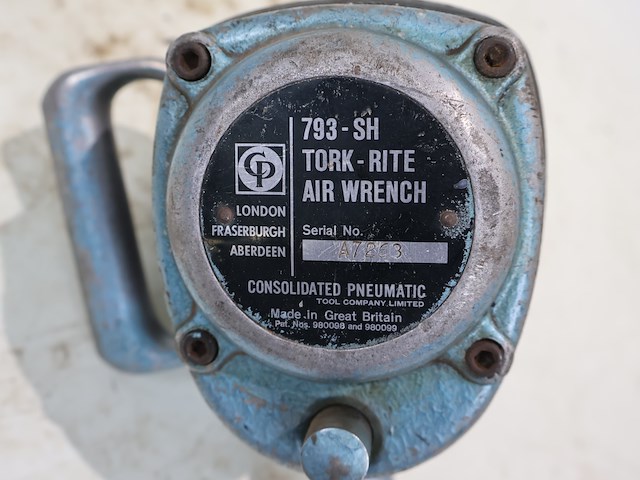 793-SH
TORK-RITE
AIR WRENCH
CP
LONDON
FRASERBURGH
ABERDEEN
Serial No.
CONSOLIDATED PNEUMATIC
TOOL COMPANY LIMITED
Made in Great Britain
Pat. Nos. 980098 and 980099